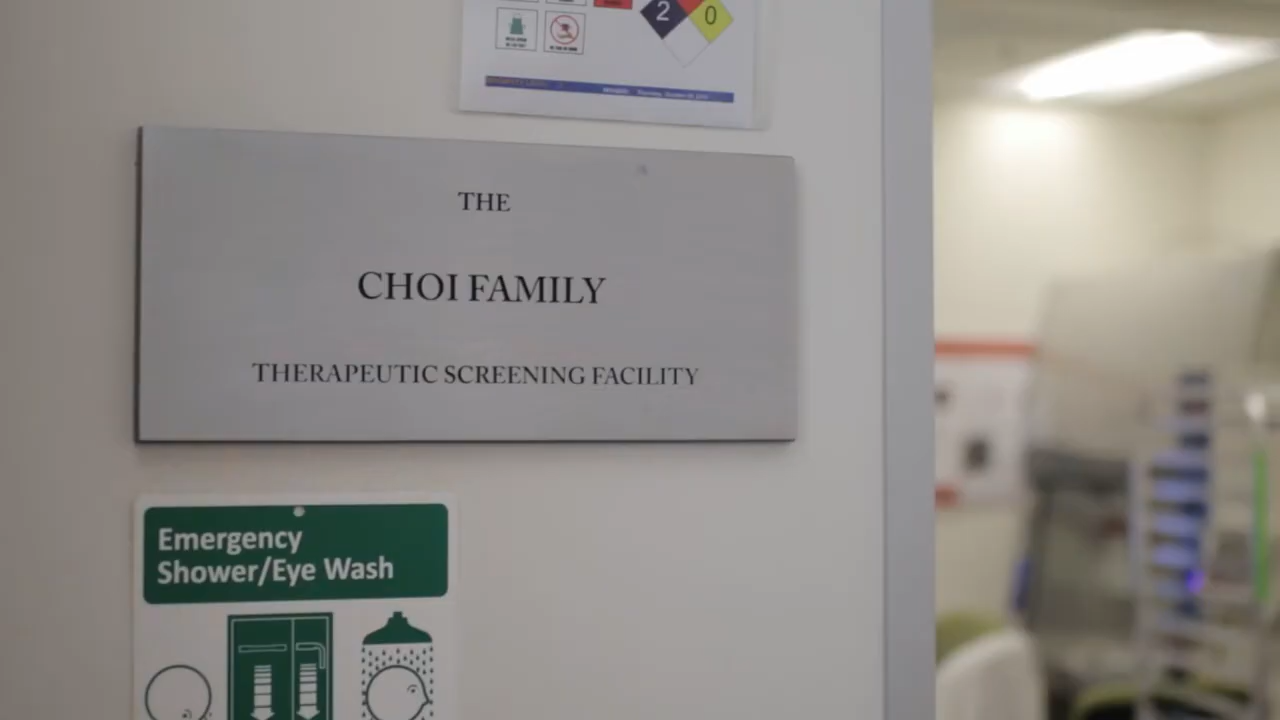 2
0
THE
CHOI FAMILY
THERAPEUTIC SCREENING FACILITY
Emergency
Shower/Eye Wash